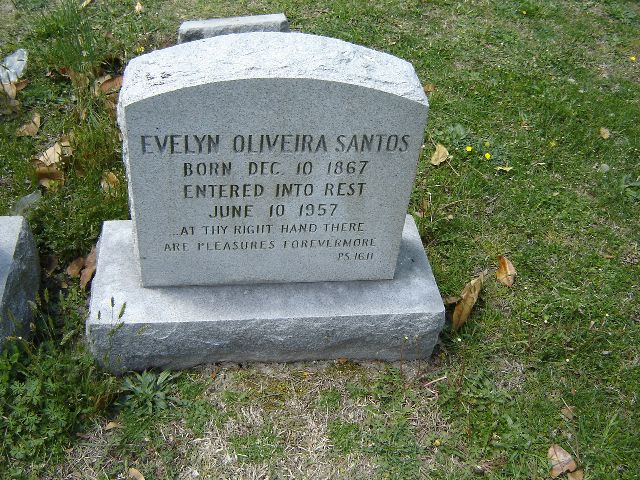 EVELYN OLIVEIRA SANTOS
BORN DEC. 10 1867
ENTERED INTO REST
JUNE 10 1957
...AT THY RIGHT HAND THERE
ARE PLEASURES FOREVERMORE
PS. 16.11